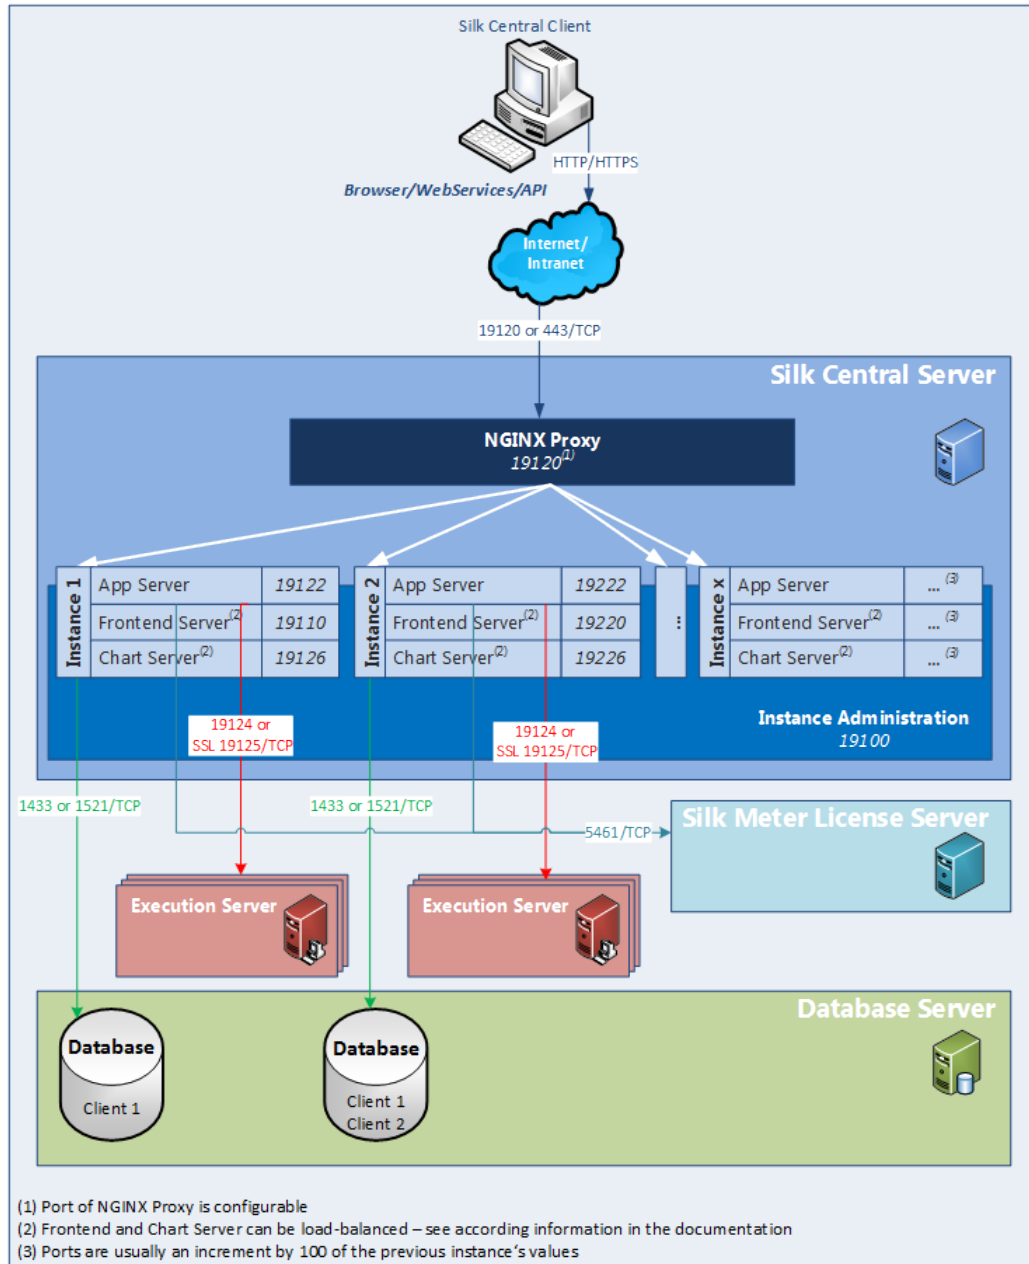 Silk Central Client
HTTP/HTTPS
Browser/WebServices/API
Internet/
Intranet
19120 or 443/TCP
Silk Central Server
NGINX Proxy
19120(1)
Instance 1
App Server 19122
Frontend Server(2) 19110
Chart Server(2) 19126
Instance 2
App Server 19222
Frontend Server(2) 19220
Chart Server(2) 19226
...
Instance x
App Server ... (3)
Frontend Server(2) ... (3)
Chart Server(2) ... (3)
Instance Administration
19100
19124 or
SSL 19125/TCP
19124 or
SSL 19125/TCP
1433 or 1521/TCP
1433 or 1521/TCP
5461/TCP
Silk Meter License Server
Execution Server
Execution Server
Database Server
Database
Client 1
Database
Client 1
Client 2
(1) Port of NGINX Proxy is configurable
(2) Frontend and Chart Server can be load-balanced – see according information in the documentation
(3) Ports are usually an increment by 100 of the previous instance‘s values